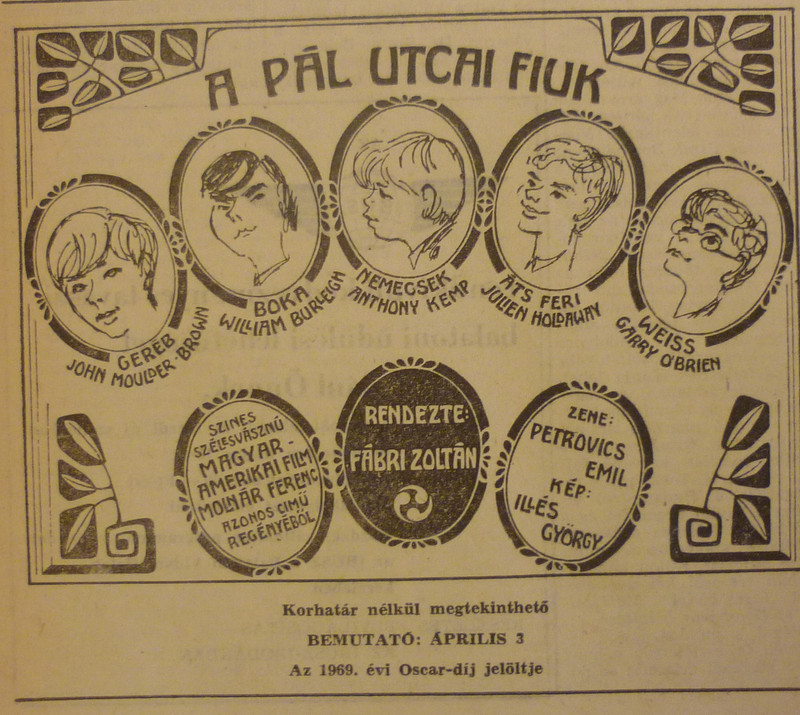 A PÁL UTCAI FIUK
GERÉB
JOHN MOULDER-BROWN
BOKA
WILLIAM BURLEIGH
NEMECSEK
ANTHONY KEMP
ÁTS FERI
JULIEN HOLDAWAY
WEISS
GARRY O'BRIEN
SZINES
SZÉLESVÁSZNÚ
MAGYAR-
AMERIKAI FILM
MOLNÁR FERENC
AZONOS CIMŰ
REGÉNYÉBŐL
RENDEZTE:
FÁBRI ZOLTÁN
ZENE:
PETROVICS
EMIL
KÉP:
ILLÉS
GYÖRGY
Korhatár nélkül megtekinthető
BEMUTATÓ: ÁPRILIS 3
Az 1969. évi Oscar-díj jelöltje